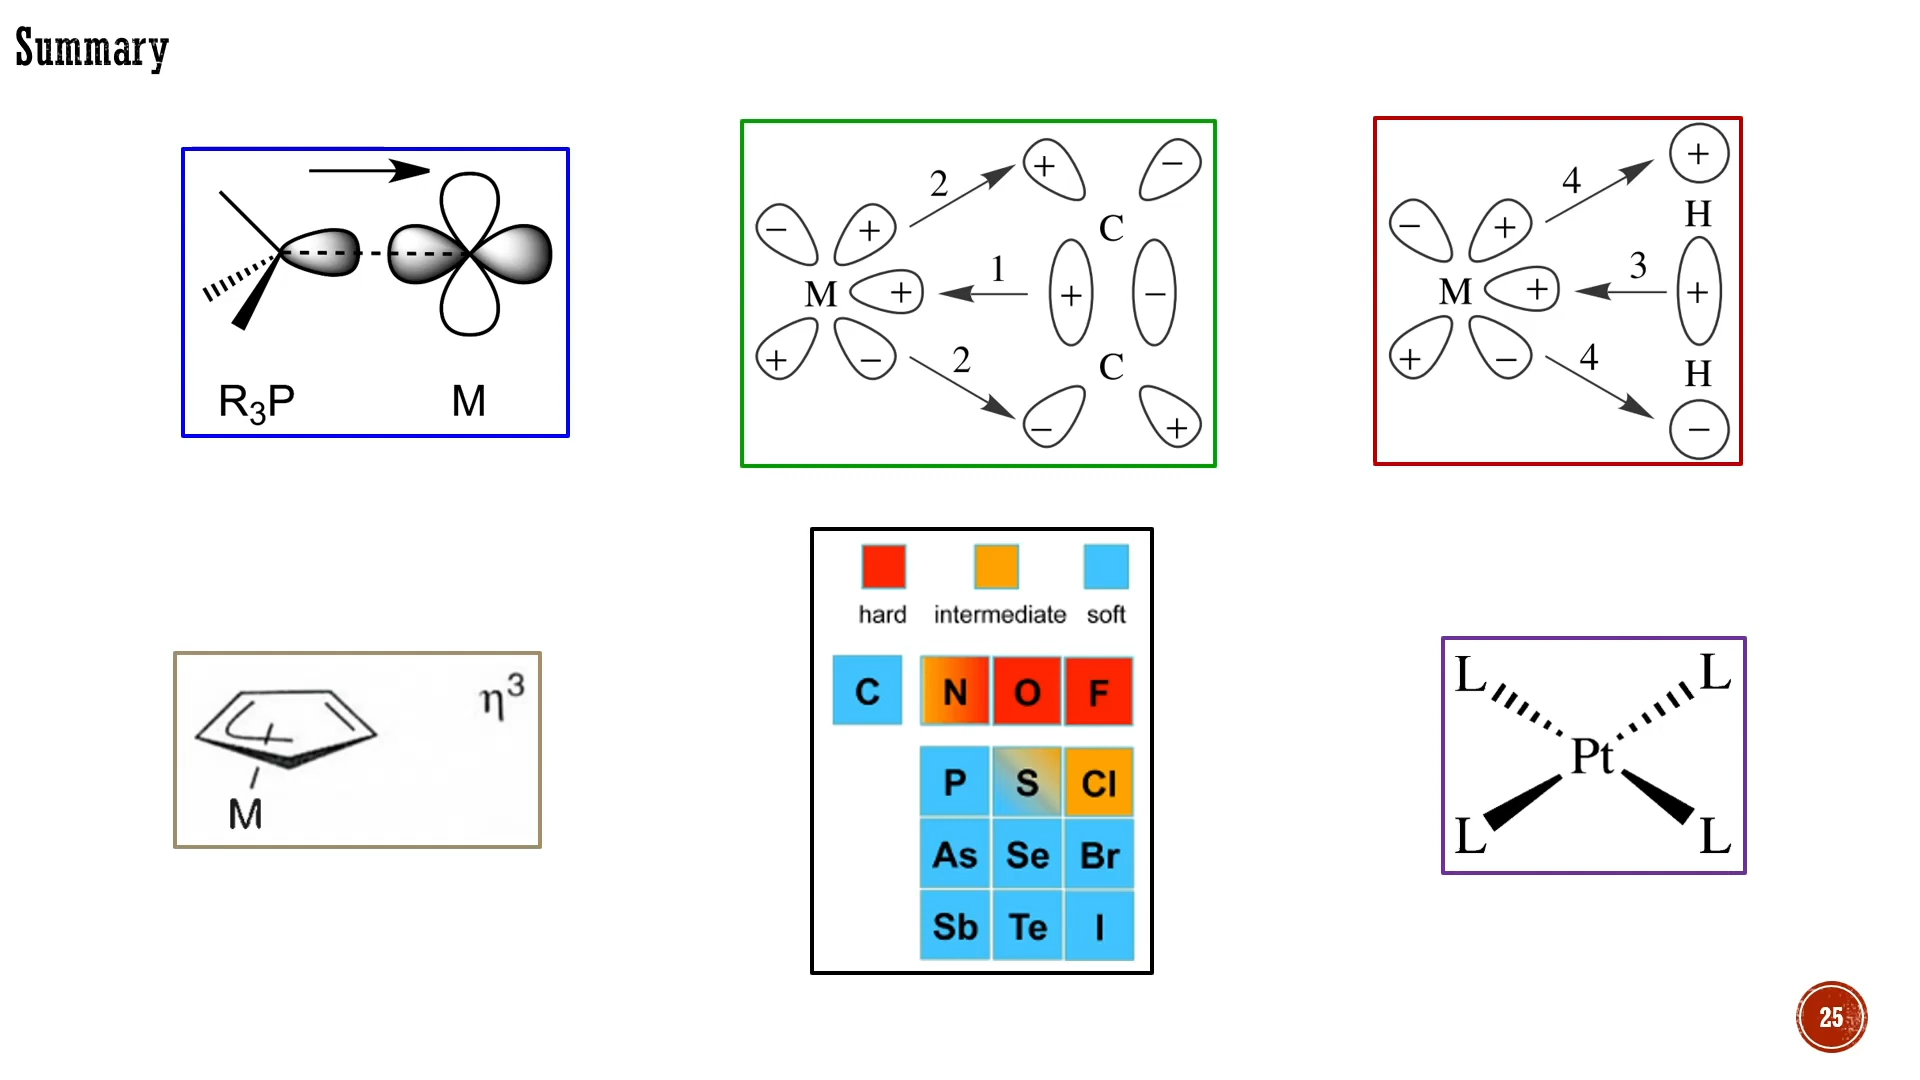 Summary
R₃P M
+ −
2
C
− +
M + 1 + −
+ −
2
C
− +
+
4
H
− +
M + 3 +
+ −
4
H
−
hard intermediate soft
C N O F
P S Cl
As Se Br
Sb Te I
η³
M
L L
Pt
L L
25